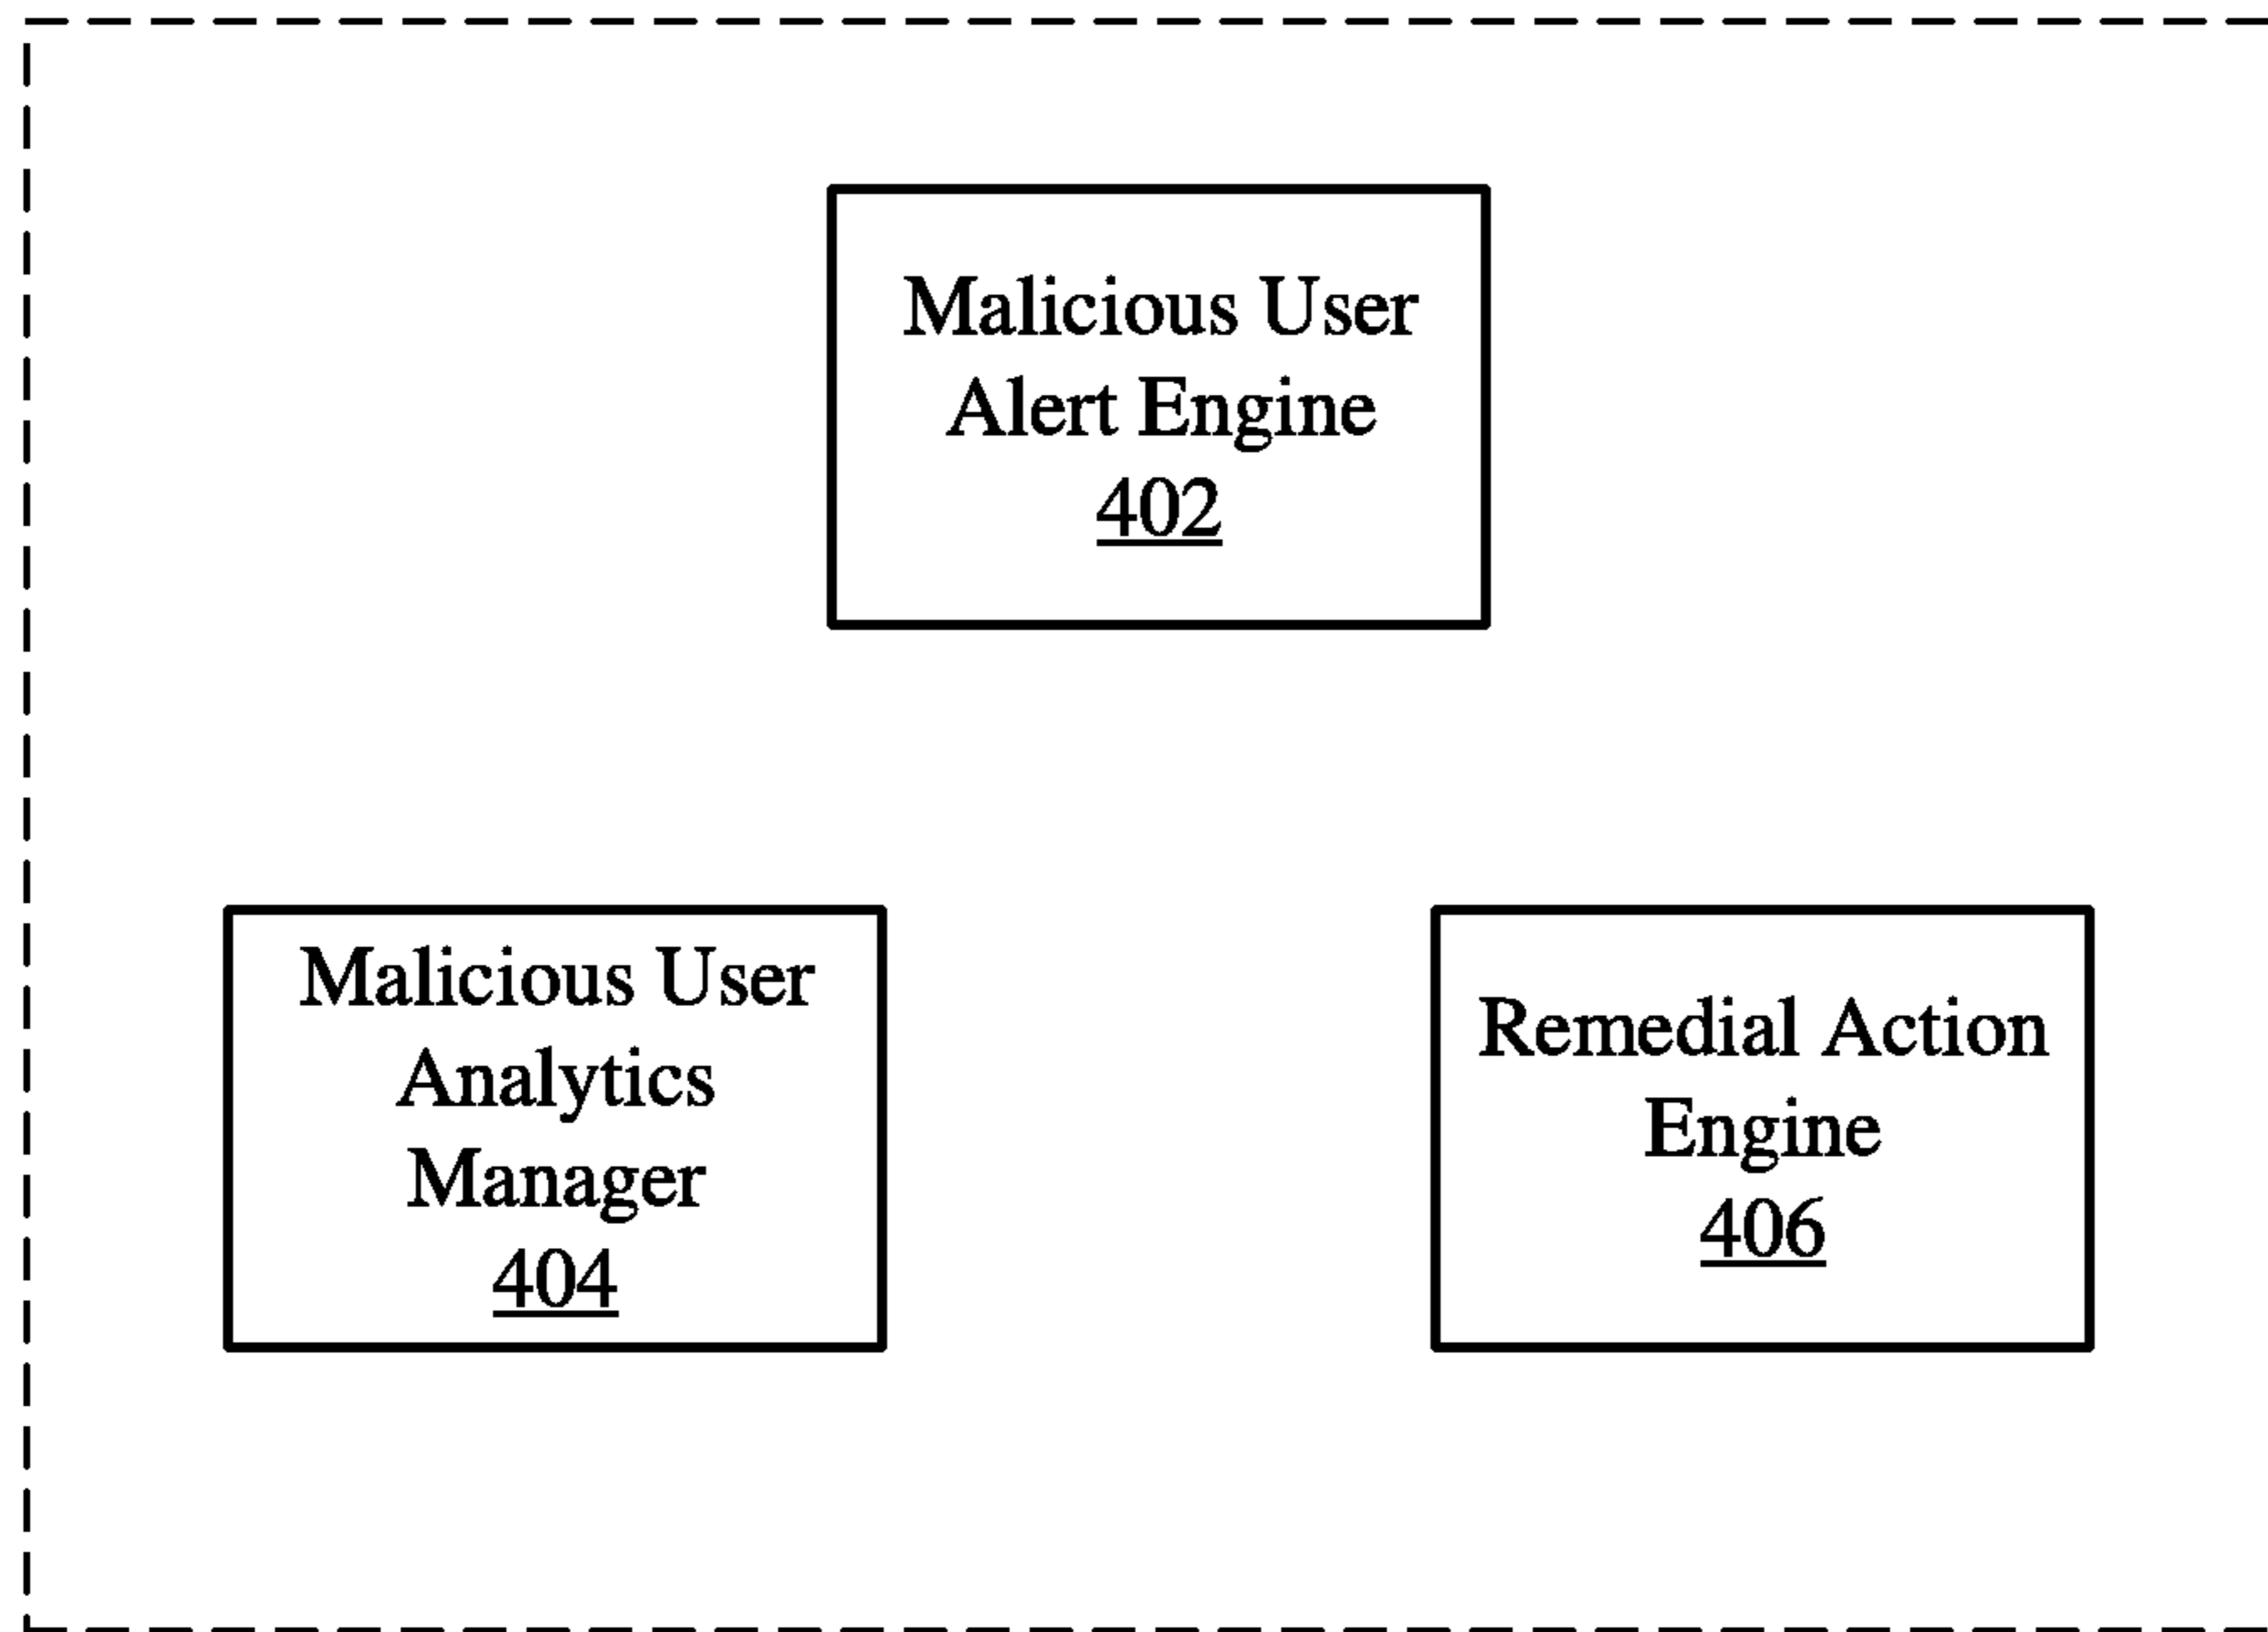 Malicious User
Alert Engine
402
Malicious User
Analytics
Manager
404
Remedial Action
Engine
406